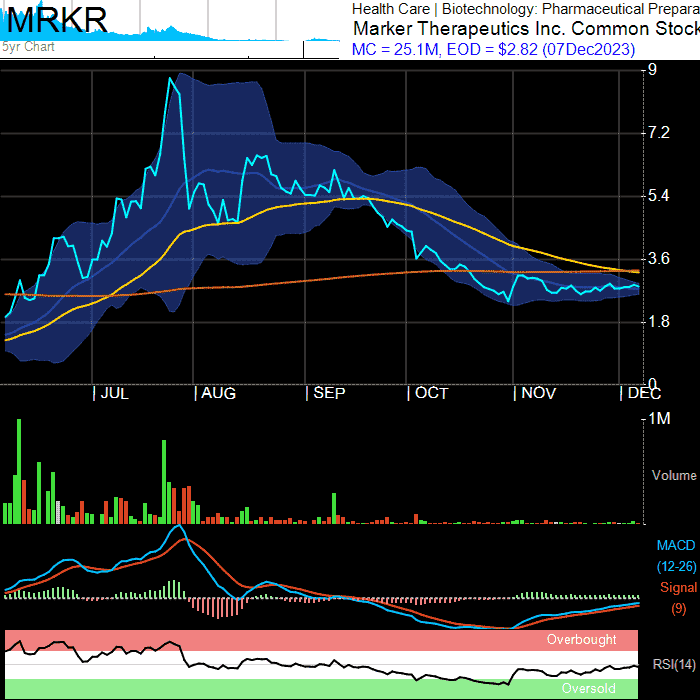 MRKR
5yr Chart
Health Care | Biotechnology: Pharmaceutical Prepara
Marker Therapeutics Inc. Common Stock
MC = 25.1M, EOD = $2.82 (07Dec2023)
9
7.2
5.4
3.6
1.8
0
| JUL | AUG | SEP | OCT | NOV | DEC
1M
Volume
MACD
(12-26)
Signal
(9)
Overbought
RSI(14)
Oversold